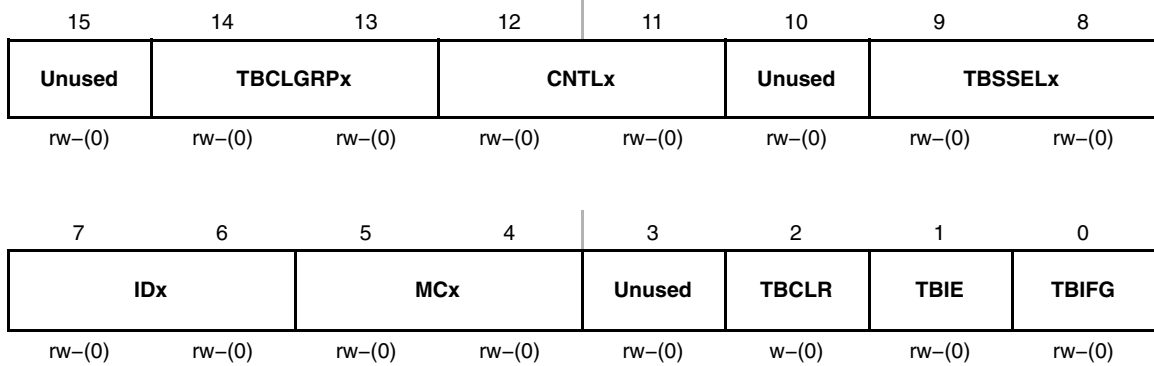 15 14 13 12 11 10 9 8
Unused TBCLGRPx CNTLx Unused TBSSELx
rw−(0) rw−(0) rw−(0) rw−(0) rw−(0) rw−(0) rw−(0) rw−(0)
7 6 5 4 3 2 1 0
IDx MCx Unused TBCLR TBIE TBIFG
rw−(0) rw−(0) rw−(0) rw−(0) rw−(0) w−(0) rw−(0) rw−(0)